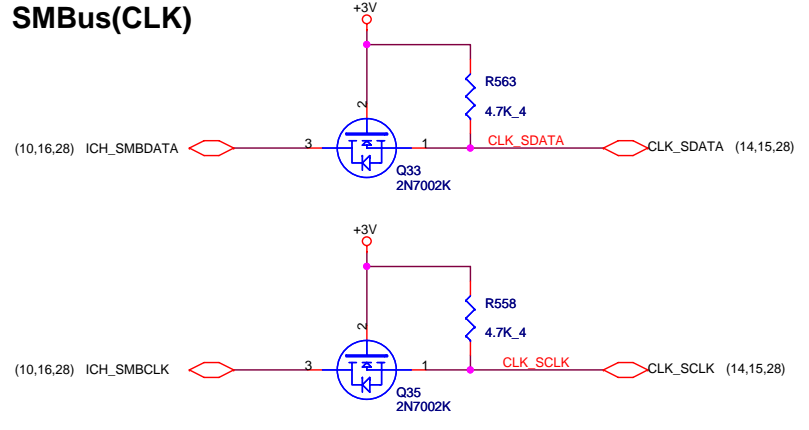 SMBus(CLK)
+3V
R563
4.7K_4
2
(10,16,28) ICH_SMBDATA
3
1
CLK_SDATA
CLK_SDATA (14,15,28)
Q33
2N7002K
+3V
R558
4.7K_4
2
(10,16,28) ICH_SMBCLK
3
1
CLK_SCLK
CLK_SCLK (14,15,28)
Q35
2N7002K